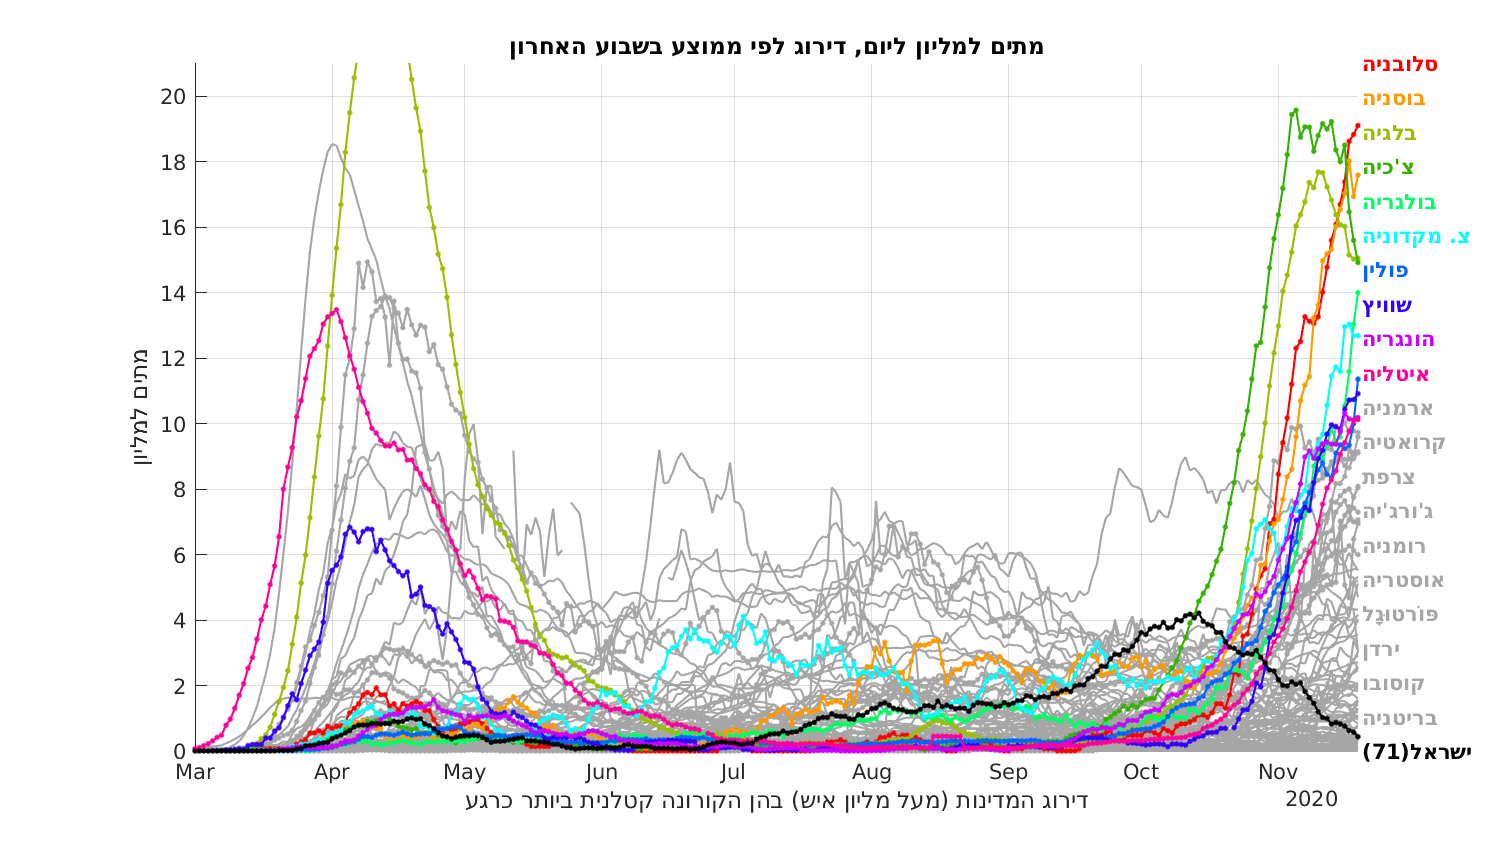 מתים למליון ליום, דירוג לפי ממוצע בשבוע האחרון
מתים למליון
20
18
16
14
12
10
8
6
4
2
0
Mar Apr May Jun Jul Aug Sep Oct Nov
2020
דירוג המדינות (מעל מליון איש) בהן הקורונה קטלנית ביותר כרגע
סלובניה
בוסניה
בלגיה
צ'כיה
בולגריה
צ. מקדוניה
פולין
שוויץ
הונגריה
איטליה
ארמניה
קרואטיה
צרפת
ג'ורג'יה
רומניה
אוסטריה
פּוֹרטוּגָל
ירדן
קוסובו
בריטניה
ישראל(71)